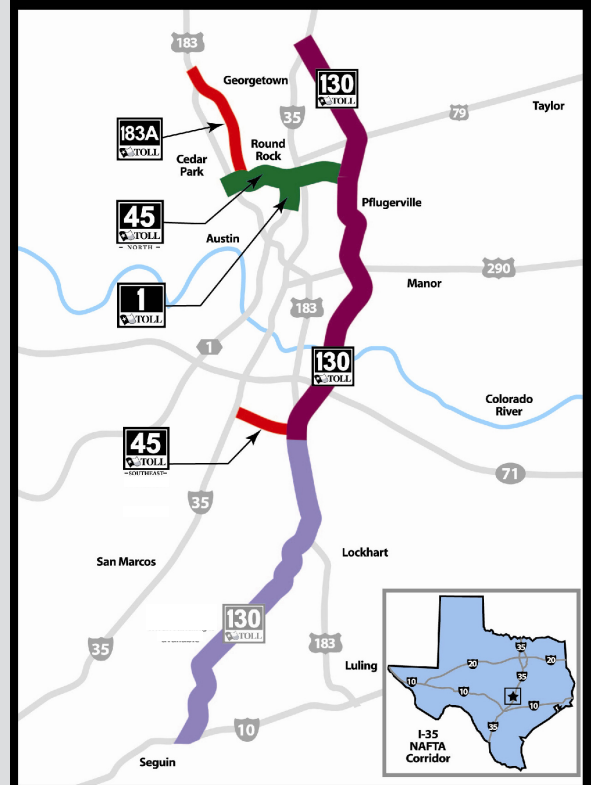 183
Georgetown
130
TOLL
35
79
Taylor
183A
TOLL
Round
Rock
Cedar
Park
45
TOLL
NORTH
Pflugerville
Austin
290
Manor
1
TOLL
183
1
130
TOLL
Colorado
River
45
TOLL
SOUTHEAST
71
35
Lockhart
San Marcos
130
TOLL
183
35
Luling
10
Seguin
35
20
20
35
10
10
10
35
I-35
NAFTA
Corridor